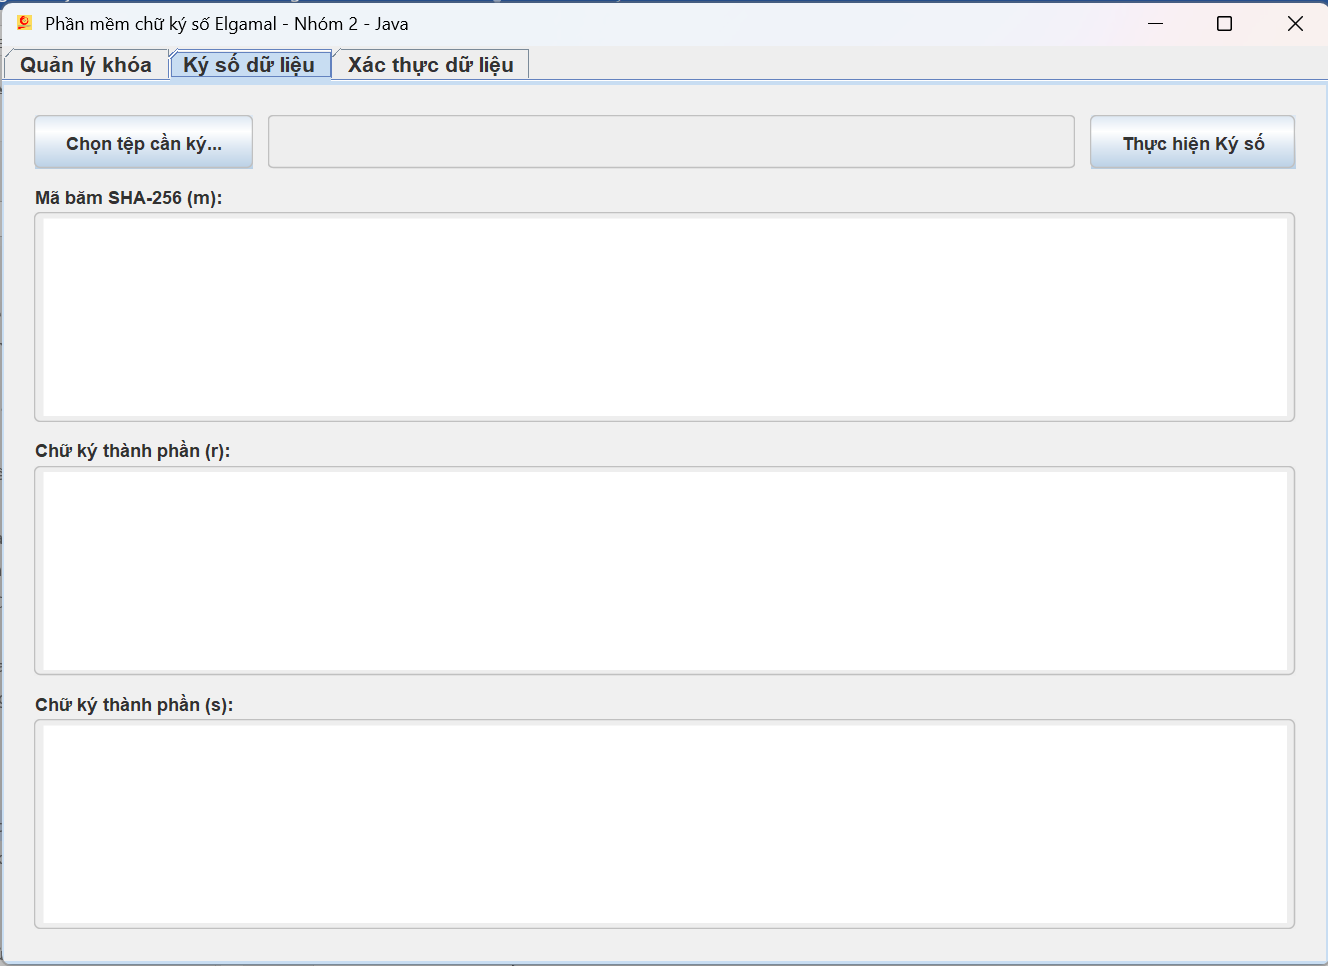 Phần mềm chữ ký số Elgamal - Nhóm 2 - Java
Quản lý khóa Ký số dữ liệu Xác thực dữ liệu
Chọn tệp cần ký... Thực hiện Ký số
Mã băm SHA-256 (m):
Chữ ký thành phần (r):
Chữ ký thành phần (s):